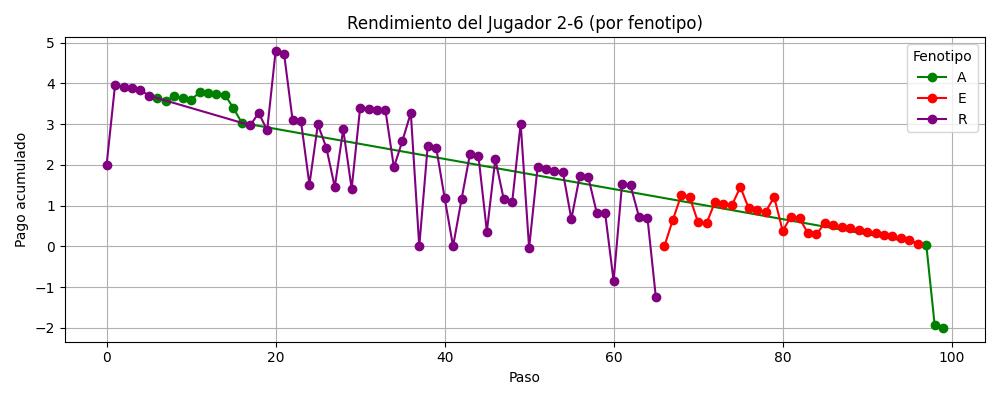 Rendimiento del Jugador 2-6 (por fenotipo)
Pago acumulado
5
4
3
2
1
0
−1
−2
Fenotipo
A
E
R
0
20
40
60
80
100
Paso